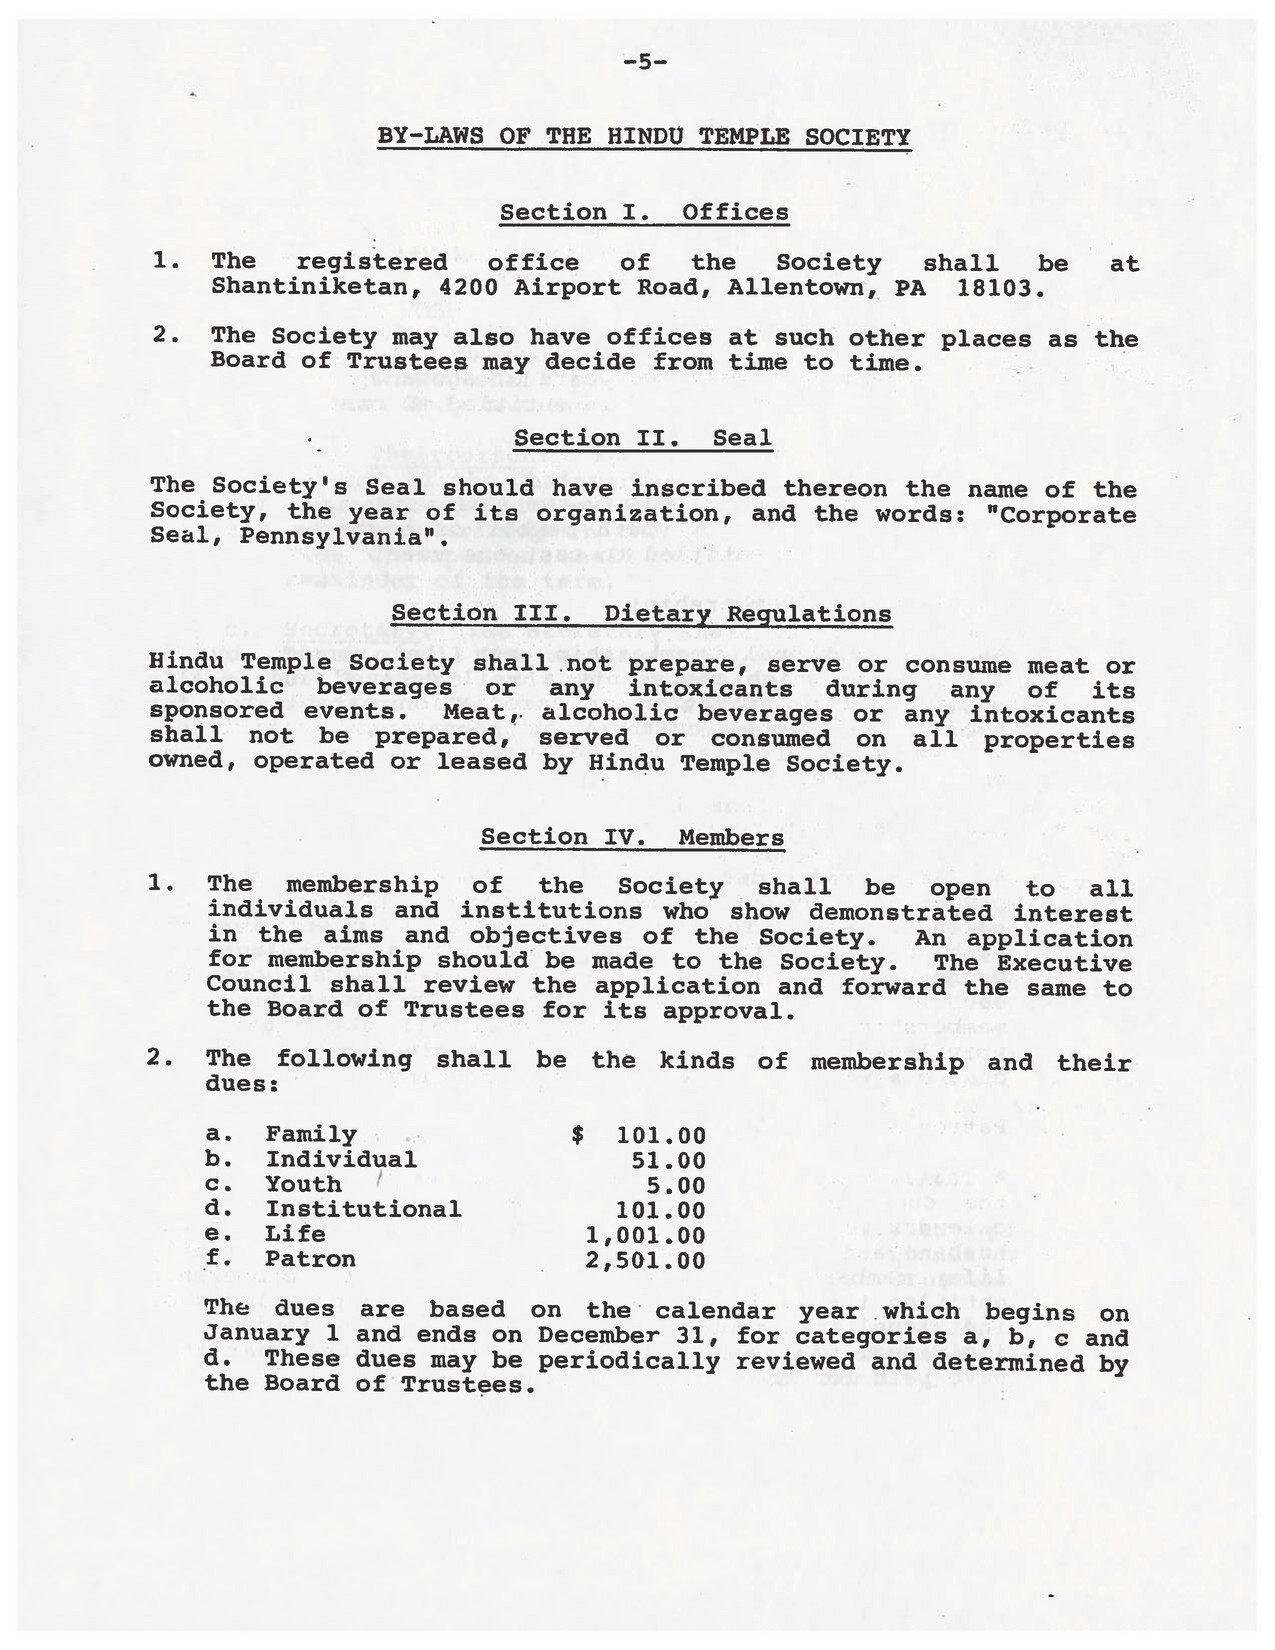 -5-
BY-LAWS OF THE HINDU TEMPLE SOCIETY
Section I. Offices
1. The registered office of the Society shall be at
Shantiniketan, 4200 Airport Road, Allentown, PA 18103.
2. The Society may also have offices at such other places as the
Board of Trustees may decide from time to time.
Section II. Seal
The Society's Seal should have inscribed thereon the name of the
Society, the year of its organization, and the words: "Corporate
Seal, Pennsylvania".
Section III. Dietary Regulations
Hindu Temple Society shall not prepare, serve or consume meat or
alcoholic beverages or any intoxicants during any of its
sponsored events. Meat, alcoholic beverages or any intoxicants
shall not be prepared, served or consumed on all properties
owned, operated or leased by Hindu Temple Society.
Section IV. Members
1. The membership of the Society shall be open to all
individuals and institutions who show demonstrated interest
in the aims and objectives of the Society. An application
for membership should be made to the Society. The Executive
Council shall review the application and forward the same to
the Board of Trustees for its approval.
2. The following shall be the kinds of membership and their
dues:
a. Family $ 101.00
b. Individual 51.00
c. Youth 5.00
d. Institutional 101.00
e. Life 1,001.00
f. Patron 2,501.00
The dues are based on the calendar year which begins on
January 1 and ends on December 31, for categories a, b, c and
d. These dues may be periodically reviewed and determined by
the Board of Trustees.